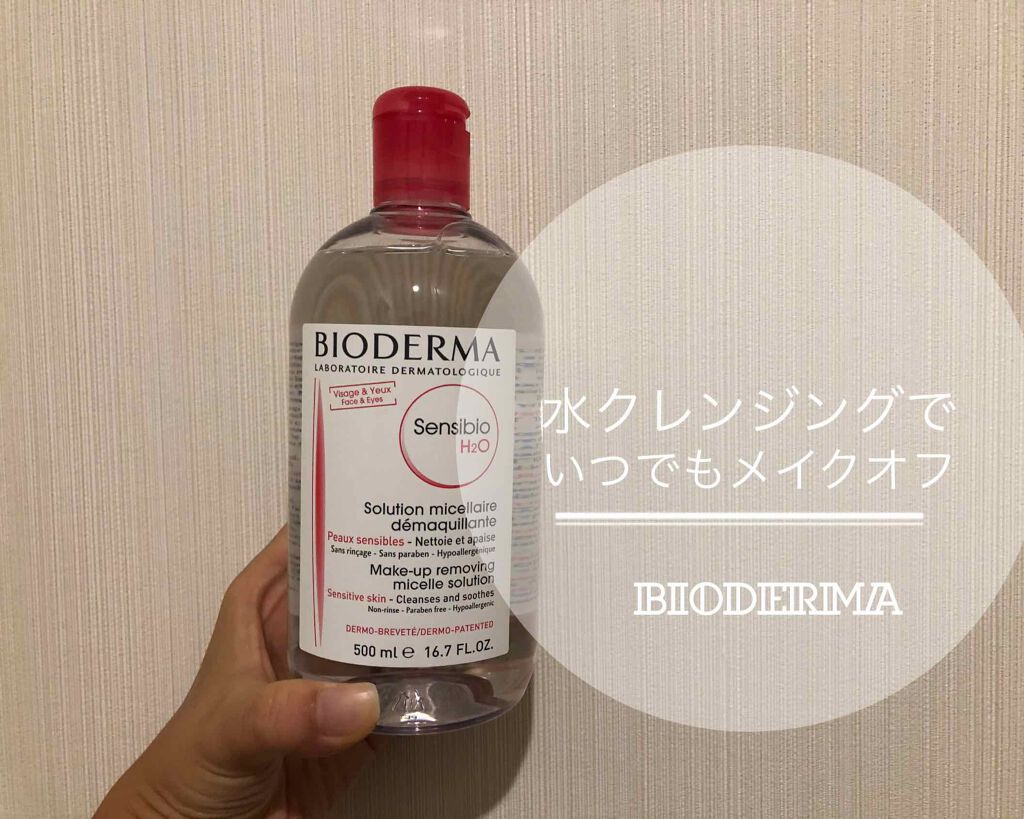 BIODERMA
LABORATOIRE DERMATOLOGIQUE
Visage & Yeux
Face & Eyes
Sensibio
H2O
Solution micellaire
démaquillante
Peaux sensibles - Nettoie et apaise
Sans rinçage - Sans paraben - Hypoallergénique
Make-up removing
micelle solution
Sensitive skin - Cleanses and soothes
Non-rinse - Paraben free - Hypoallergenic
DERMO-BREVETÉ/DERMO-PATENTED
500 ml ℮ 16.7 FL.OZ.
水クレンジングで
いつでもメイクオフ
BIODERMA